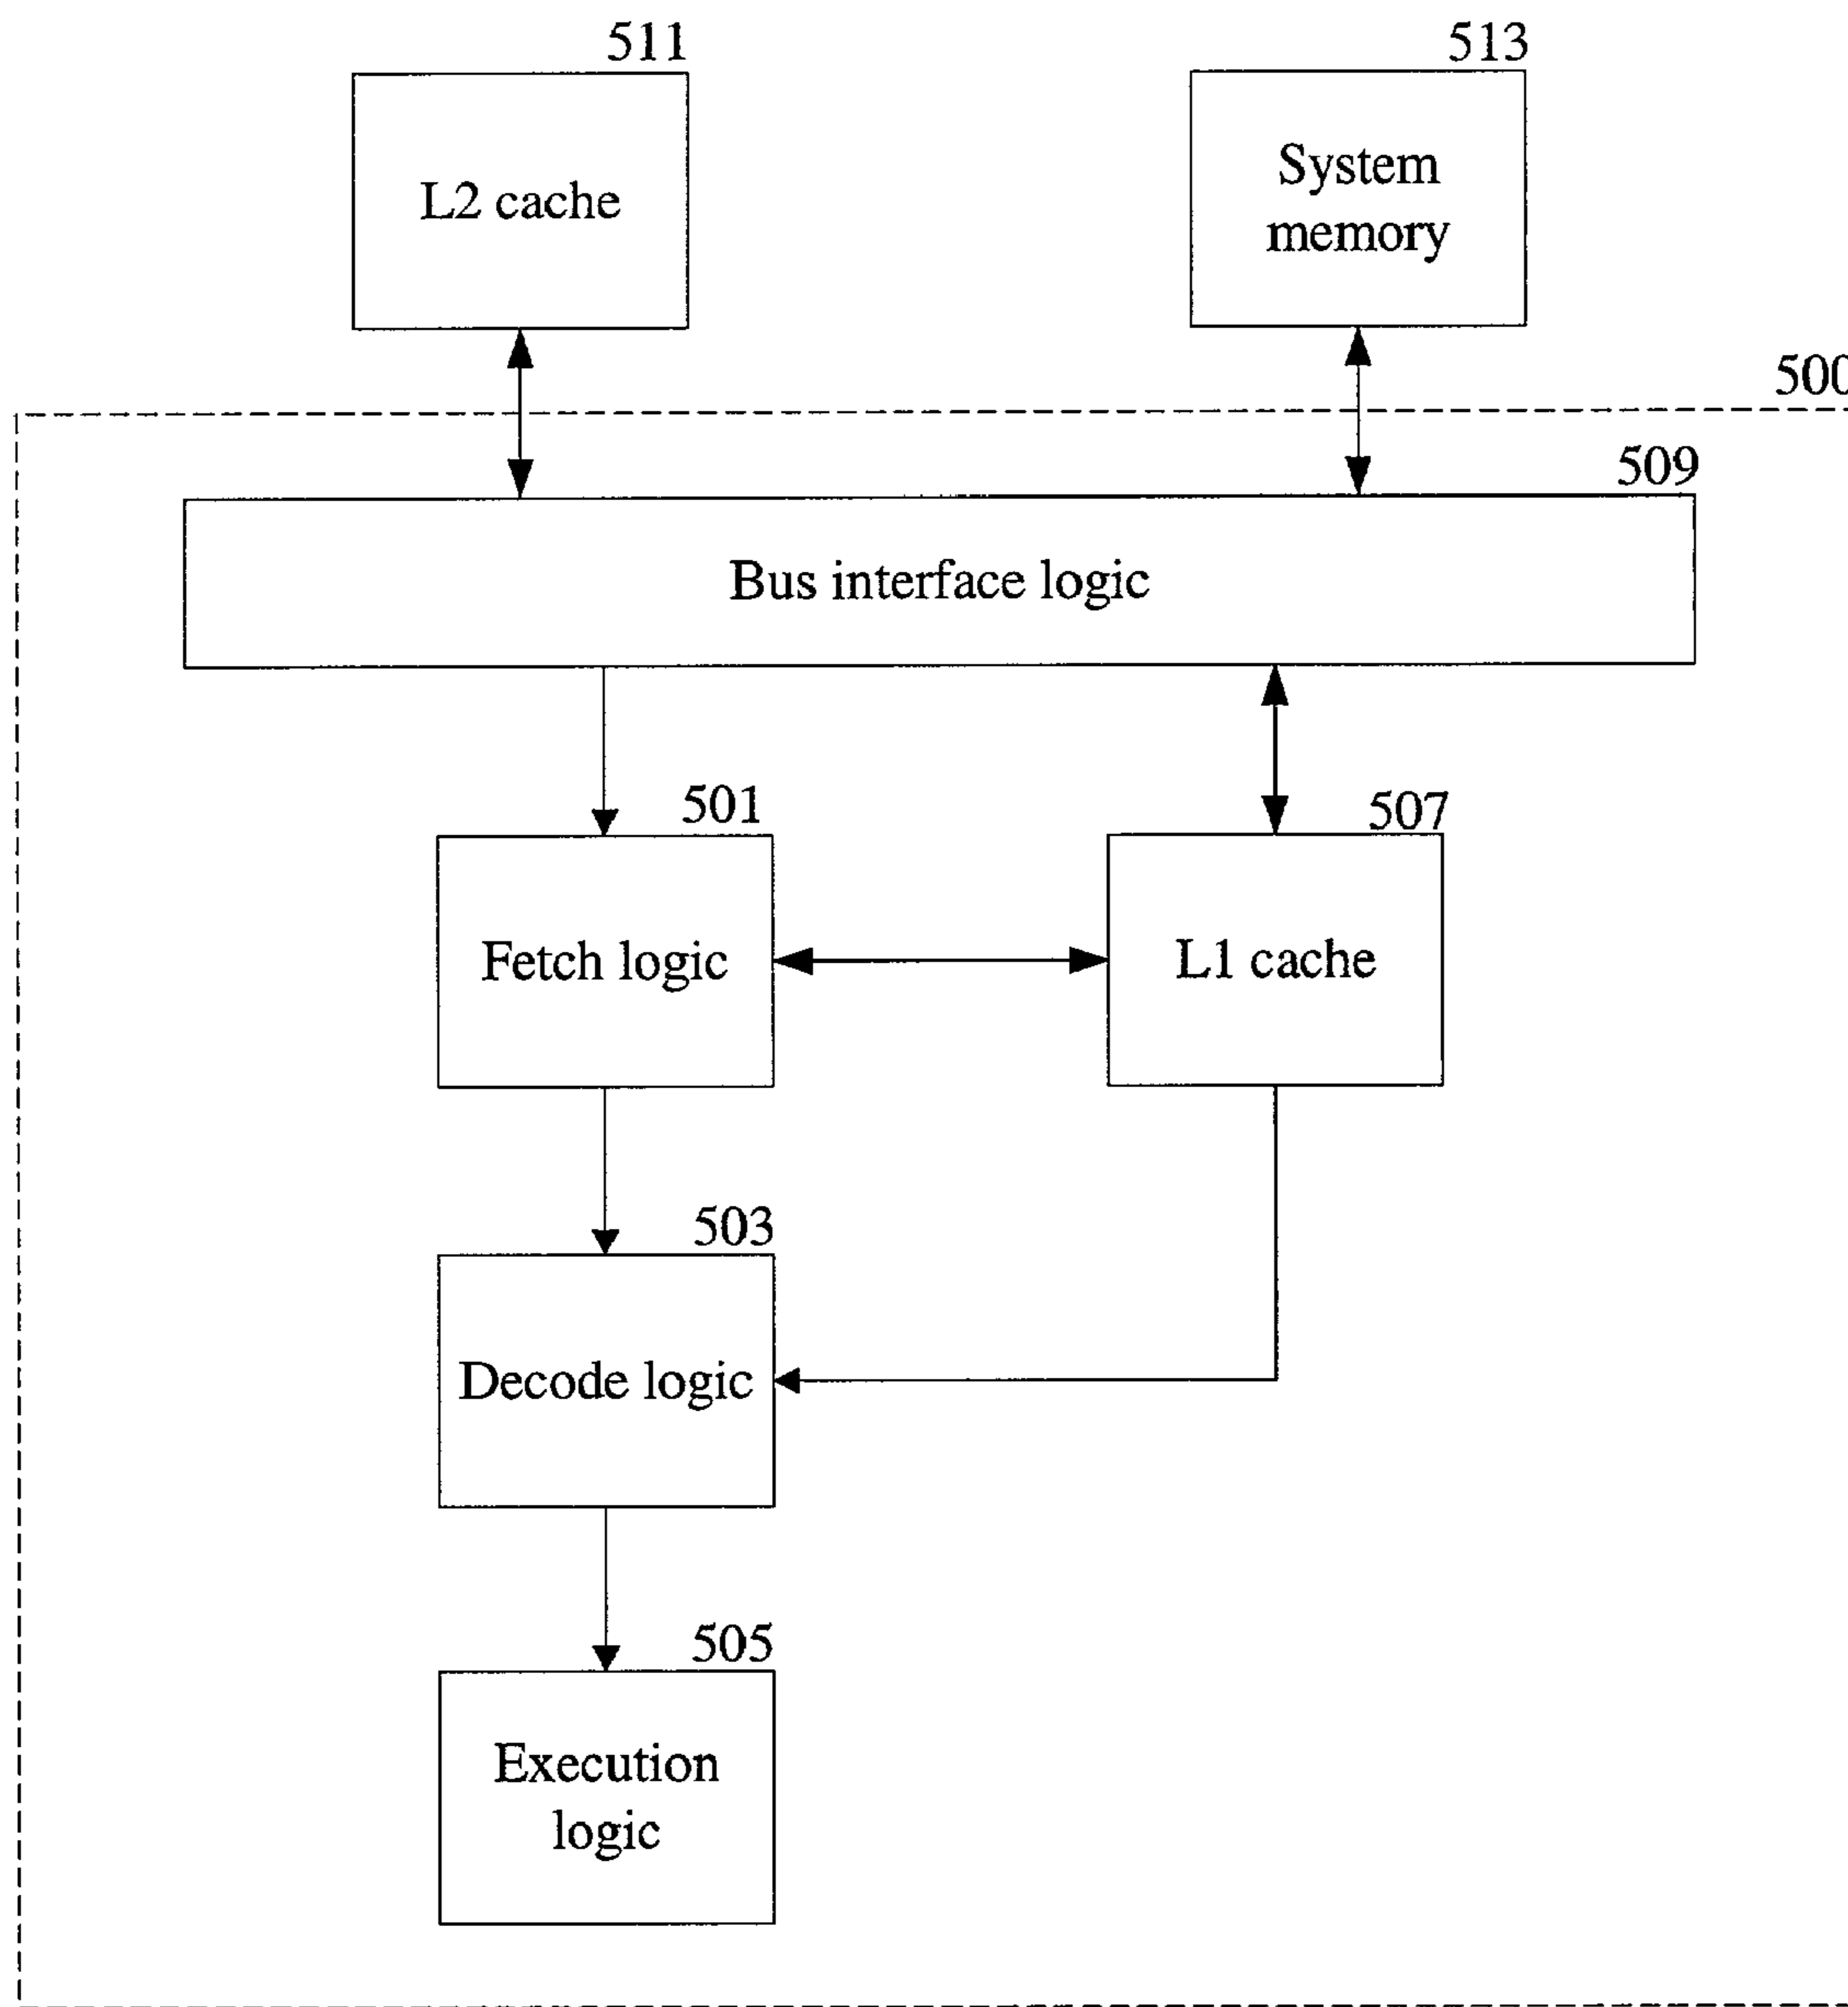 511
513
L2 cache
System
memory
500
509
Bus interface logic
501
507
Fetch logic
L1 cache
503
Decode logic
505
Execution
logic